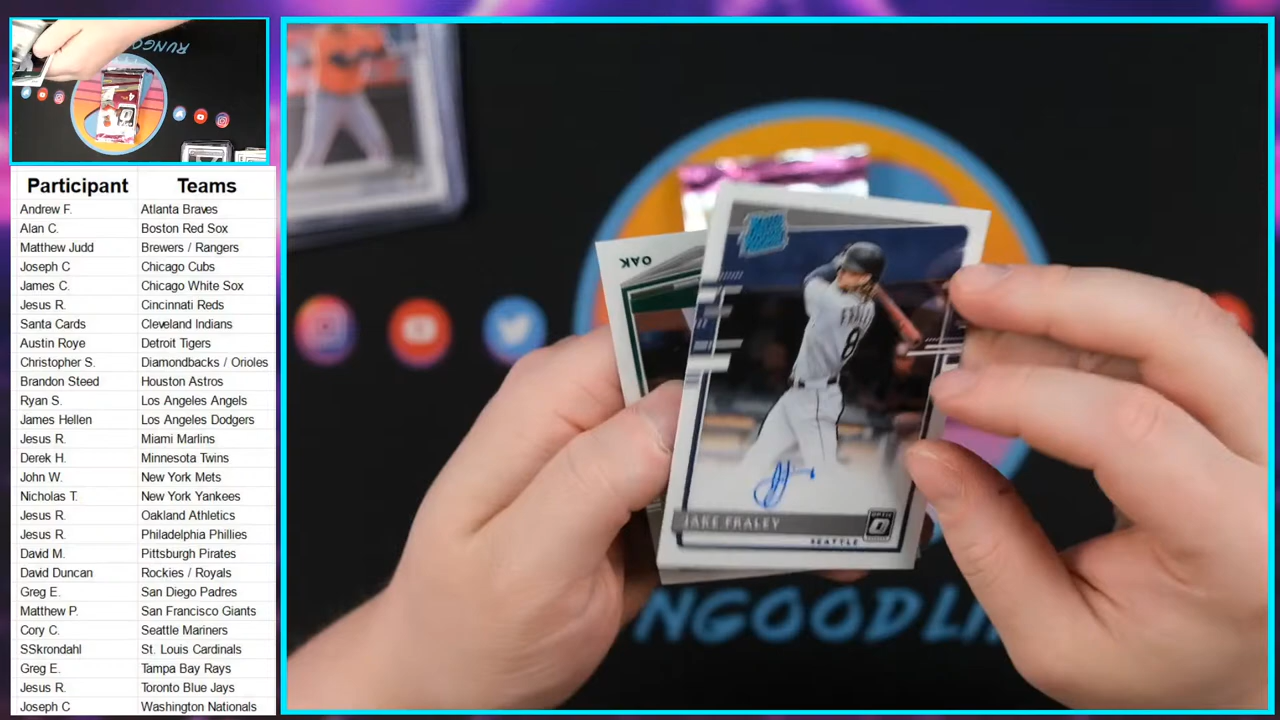 RUNGOODLIFE
Participant Teams
Andrew F. Atlanta Braves
Alan C. Boston Red Sox
Matthew Judd Brewers / Rangers
Joseph C Chicago Cubs
James C. Chicago White Sox
Jesus R. Cincinnati Reds
Santa Cards Cleveland Indians
Austin Roye Detroit Tigers
Christopher S. Diamondbacks / Orioles
Brandon Steed Houston Astros
Ryan S. Los Angeles Angels
James Hellen Los Angeles Dodgers
Jesus R. Miami Marlins
Derek H. Minnesota Twins
John W. New York Mets
Nicholas T. New York Yankees
Jesus R. Oakland Athletics
Jesus R. Philadelphia Phillies
David M. Pittsburgh Pirates
David Duncan Rockies / Royals
Greg E. San Diego Padres
Matthew P. San Francisco Giants
Cory C. Seattle Mariners
SSkrondahl St. Louis Cardinals
Greg E. Tampa Bay Rays
Jesus R. Toronto Blue Jays
Joseph C Washington Nationals
OAK
8
JAKE FRALEY
OPTIC
SEATTLE
UNGOODLI